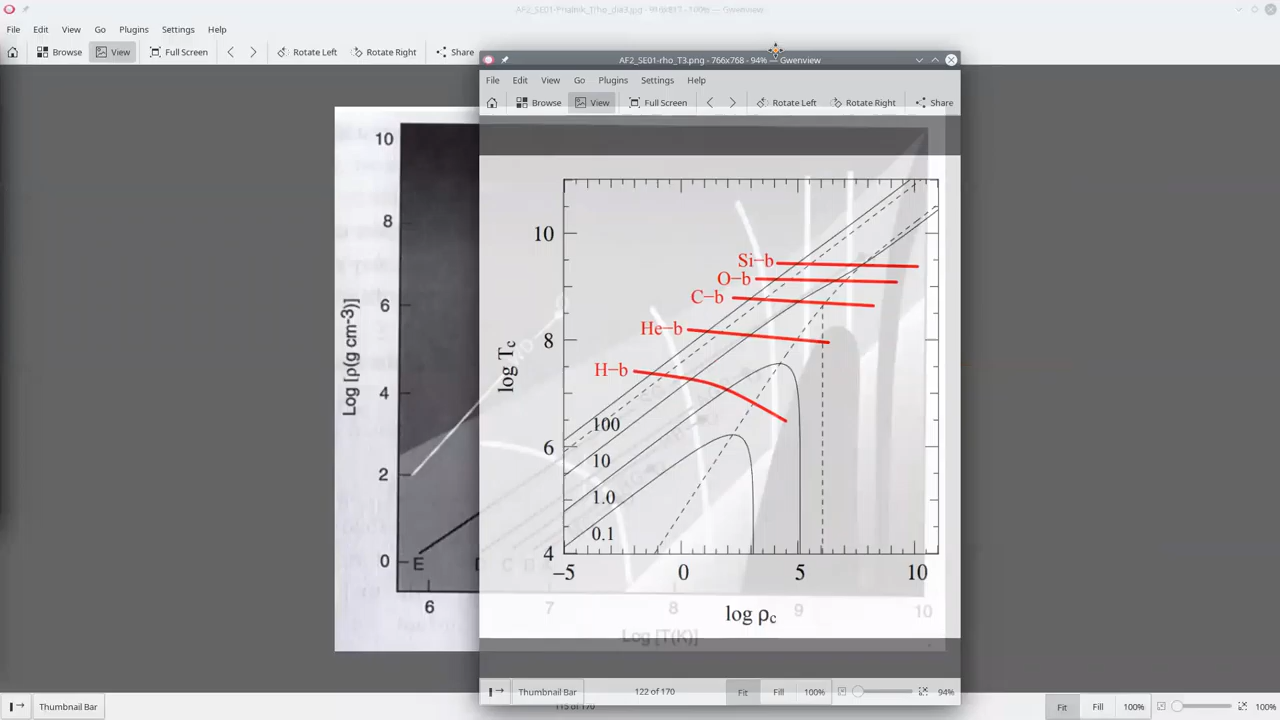 File Edit View Go Plugins Settings Help
Browse View Full Screen Rotate Left Rotate Right Share
AF2_SE01-rho_T3.png - 766x768 - 94% — Gwenview
File Edit View Go Plugins Settings Help
Browse View Full Screen Rotate Left Rotate Right Share
Log [ρ(g cm-3)]
10
8
6
4
2
0
E
6
7
8
9
10
Log [T(K)]
log Tc
10
8
6
4
Si–b
O–b
C–b
He–b
H–b
100
10
1.0
0.1
–5
0
5
10
log ρc
Thumbnail Bar 122 of 170 Fit Fill 100% 94%
Thumbnail Bar 115 of 170 Fit Fill 100% 100%